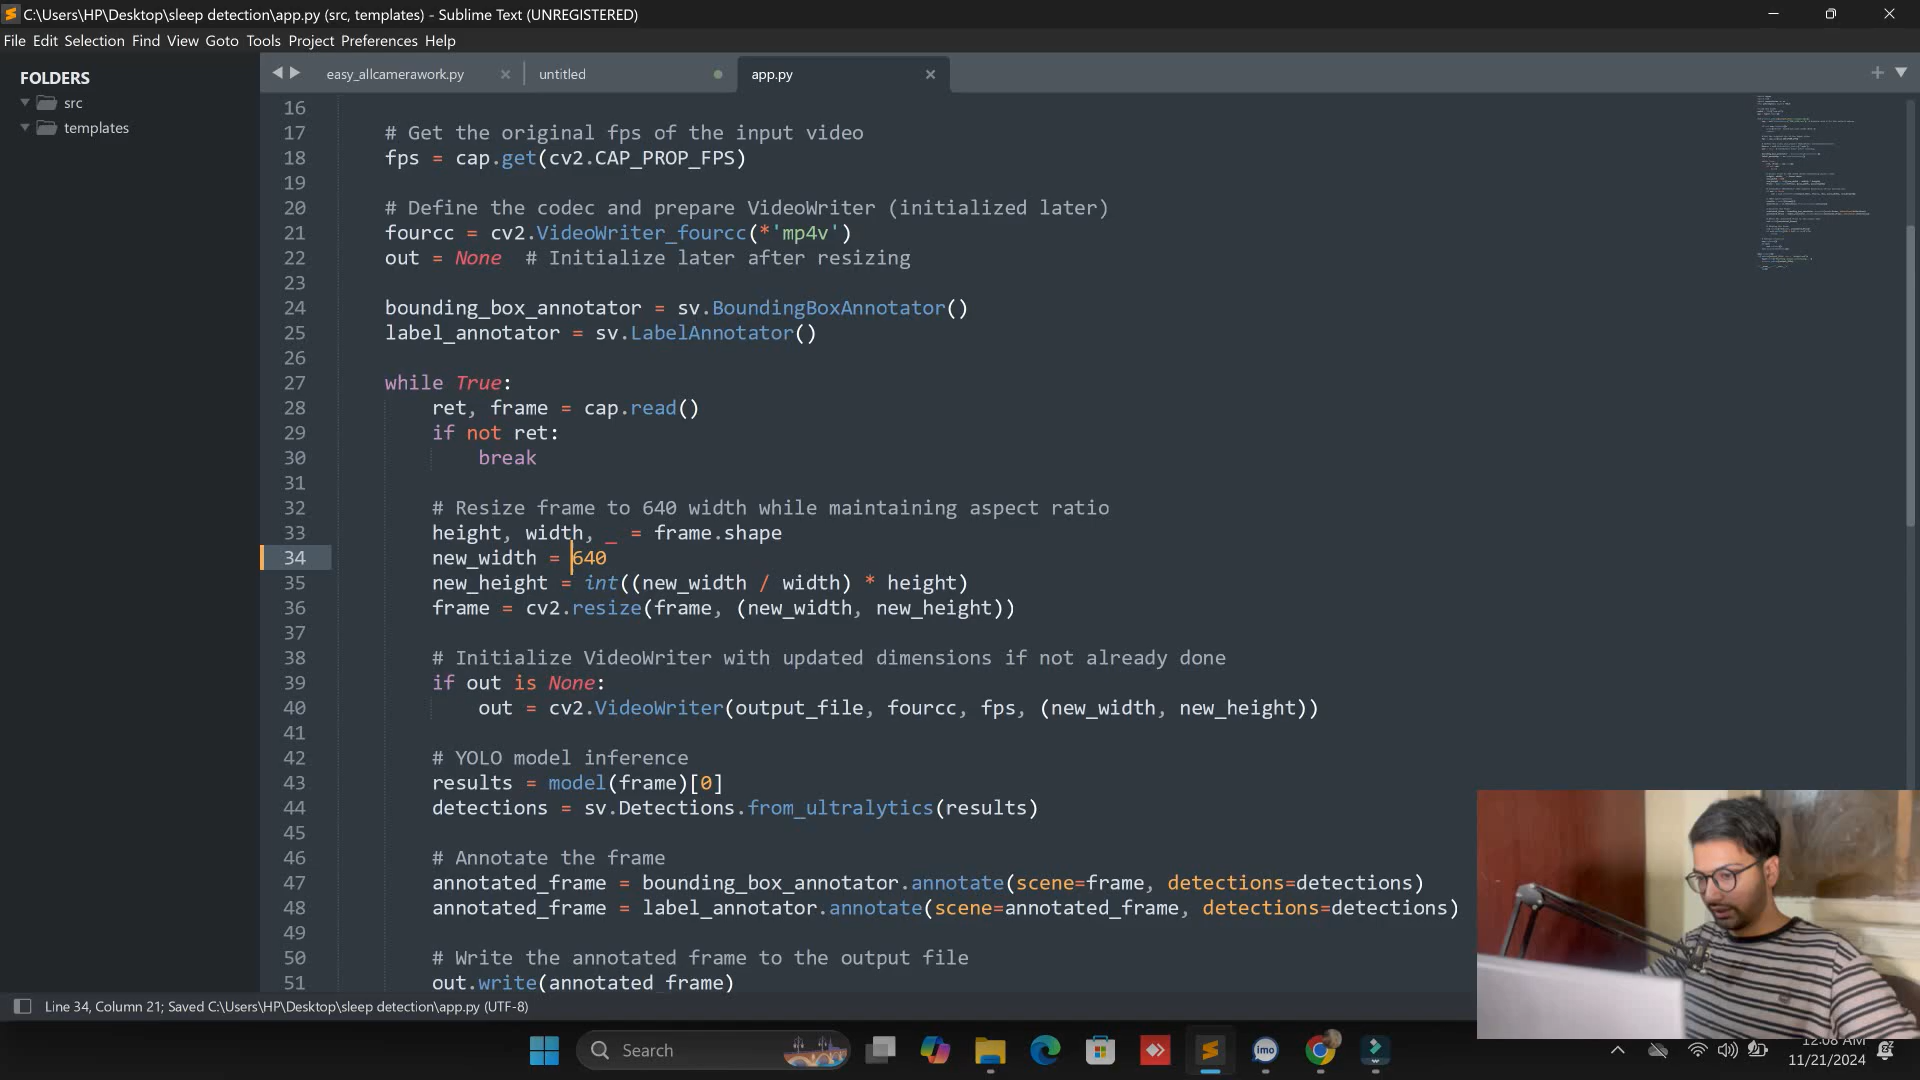 C:\Users\HP\Desktop\sleep detection\app.py (src, templates) - Sublime Text (UNREGISTERED)
File Edit Selection Find View Goto Tools Project Preferences Help
FOLDERS
src
templates
easy_allcamerawork.py
untitled
app.py
16
17 # Get the original fps of the input video
18 fps = cap.get(cv2.CAP_PROP_FPS)
19
20 # Define the codec and prepare VideoWriter (initialized later)
21 fourcc = cv2.VideoWriter_fourcc(*'mp4v')
22 out = None  # Initialize later after resizing
23
24 bounding_box_annotator = sv.BoundingBoxAnnotator()
25 label_annotator = sv.LabelAnnotator()
26
27 while True:
28 ret, frame = cap.read()
29 if not ret:
30 break
31
32 # Resize frame to 640 width while maintaining aspect ratio
33 height, width, _ = frame.shape
34 new_width = 640
35 new_height = int((new_width / width) * height)
36 frame = cv2.resize(frame, (new_width, new_height))
37
38 # Initialize VideoWriter with updated dimensions if not already done
39 if out is None:
40 out = cv2.VideoWriter(output_file, fourcc, fps, (new_width, new_height))
41
42 # YOLO model inference
43 results = model(frame)[0]
44 detections = sv.Detections.from_ultralytics(results)
45
46 # Annotate the frame
47 annotated_frame = bounding_box_annotator.annotate(scene=frame, detections=detections)
48 annotated_frame = label_annotator.annotate(scene=annotated_frame, detections=detections)
49
50 # Write the annotated frame to the output file
51 out.write(annotated_frame)
Line 34, Column 21; Saved C:\Users\HP\Desktop\sleep detection\app.py (UTF-8)
Search
imo
12:08 AM
11/21/2024